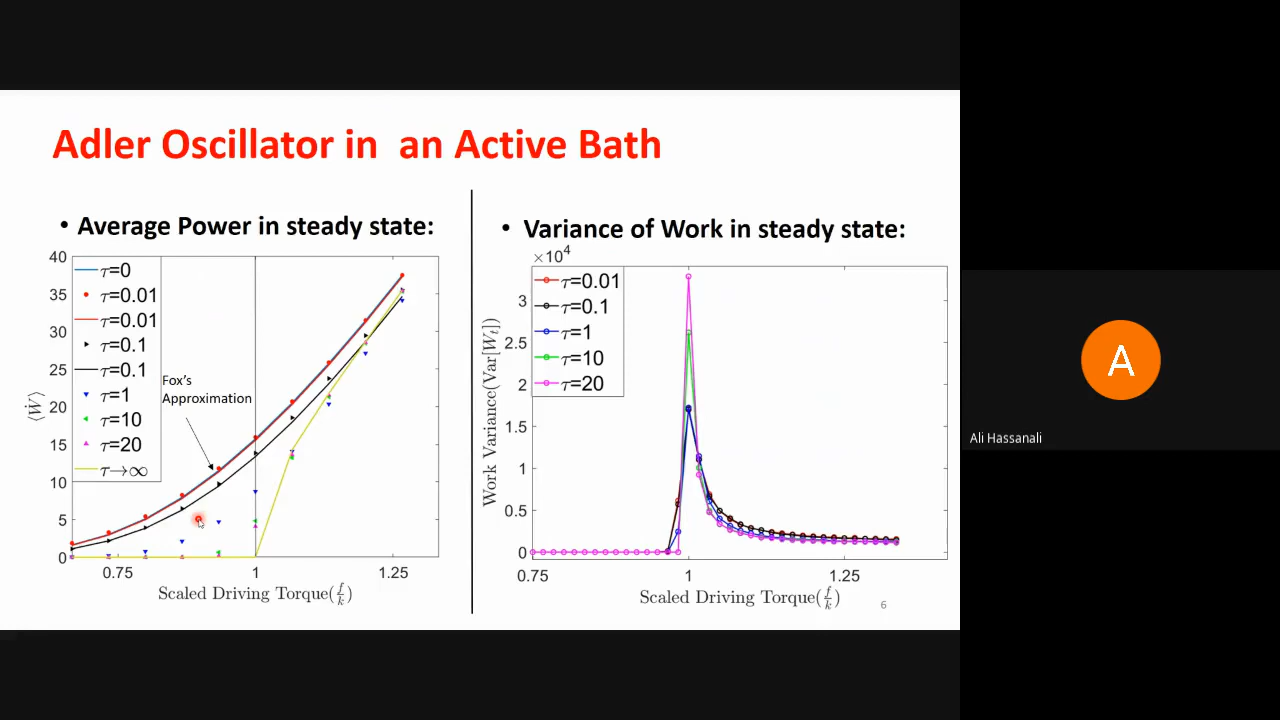 Adler Oscillator in an Active Bath
• Average Power in steady state:
40
35
30
25
20
15
10
5
0
⟨Ẇ⟩
τ=0
τ=0.01
τ=0.01
τ=0.1
τ=0.1
τ=1
τ=10
τ=20
τ→∞
Fox's
Approximation
0.75
1
1.25
Scaled Driving Torque(f/k)
• Variance of Work in steady state:
×10⁴
3
2.5
2
1.5
1
0.5
0
Work Variance(Var[Wₜ])
τ=0.01
τ=0.1
τ=1
τ=10
τ=20
0.75
1
1.25
Scaled Driving Torque(f/k)
6
A
Ali Hassanali